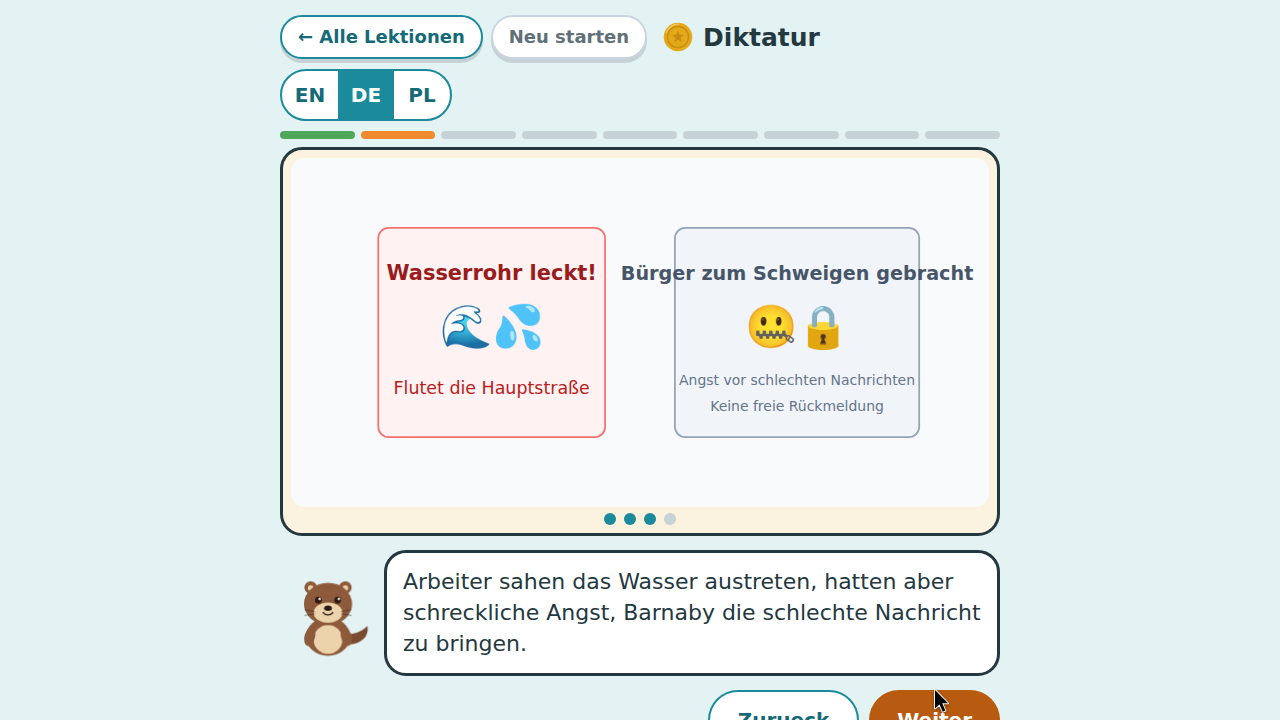 ← Alle Lektionen
Neu starten
Diktatur
EN DE PL
Wasserrohr leckt!
Flutet die Hauptstraße
Bürger zum Schweigen gebracht
Angst vor schlechten Nachrichten
Keine freie Rückmeldung
Arbeiter sahen das Wasser austreten, hatten aber
schreckliche Angst, Barnaby die schlechte Nachricht
zu bringen.
Zurueck
Weiter